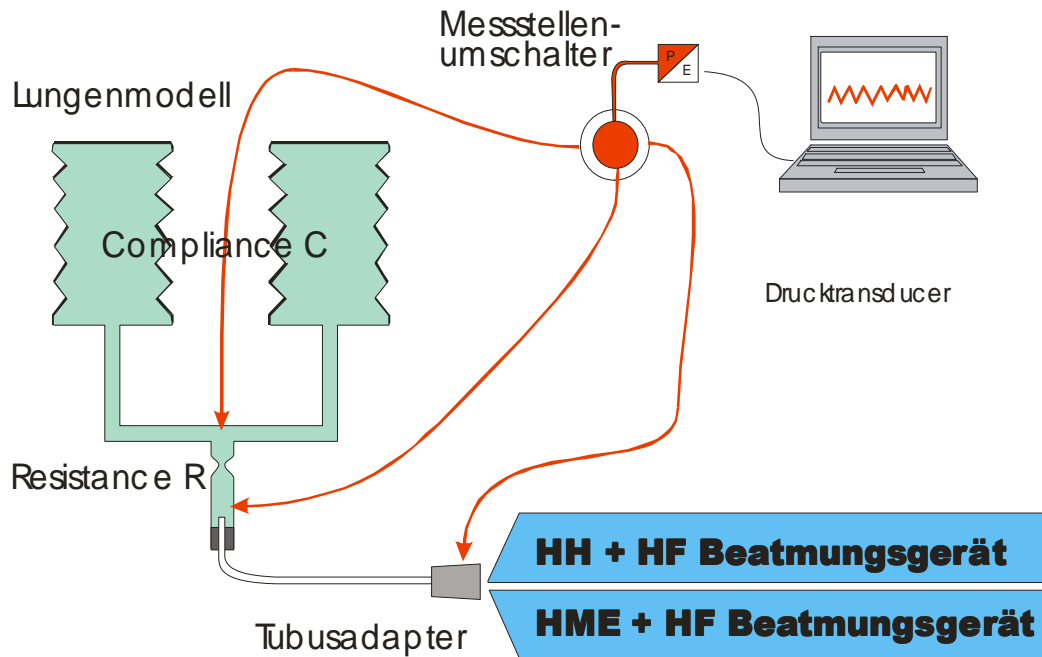 Messstellen-
umschalter
P
E
Lungenmodell
Compliance C
Drucktransducer
Resistance R
HH + HF Beatmungsgerät
HME + HF Beatmungsgerät
Tubusadapter